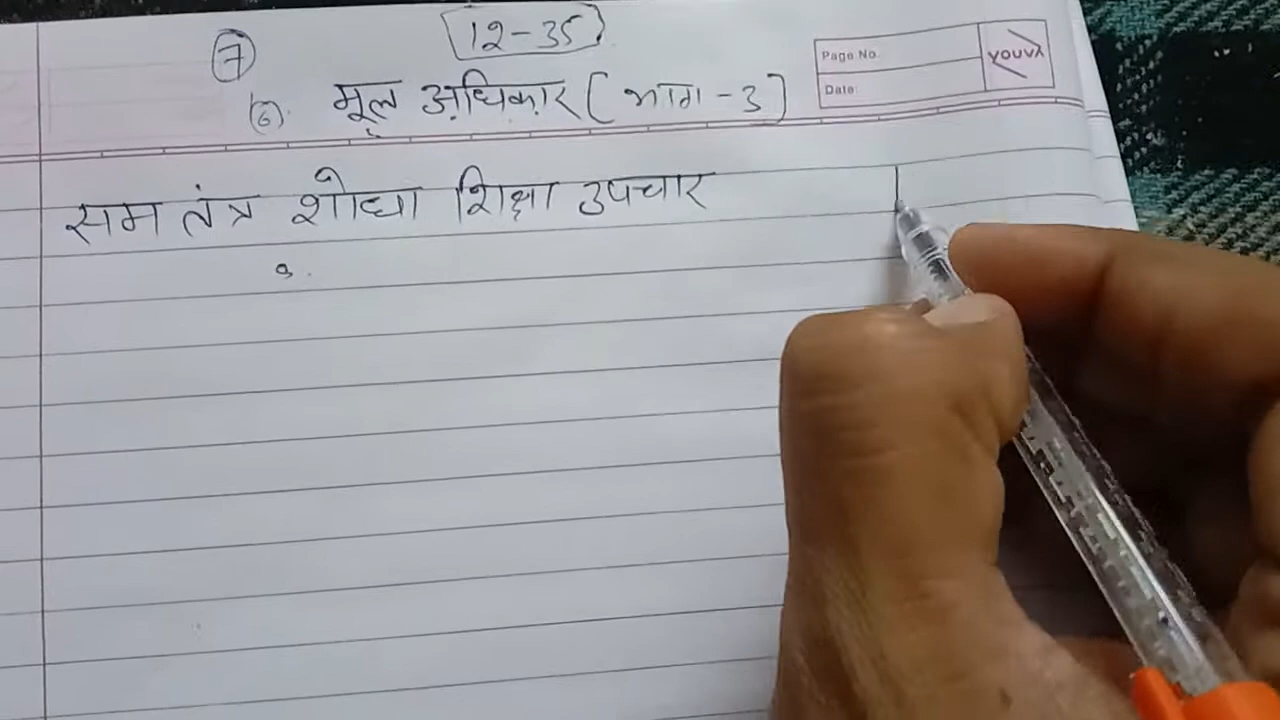 12-35
7
(6). मूल अधिकार ( भाग - 3 )
Page No.
Date:
YOUVA
सम तंत्र शोधा शिक्षा उपचार